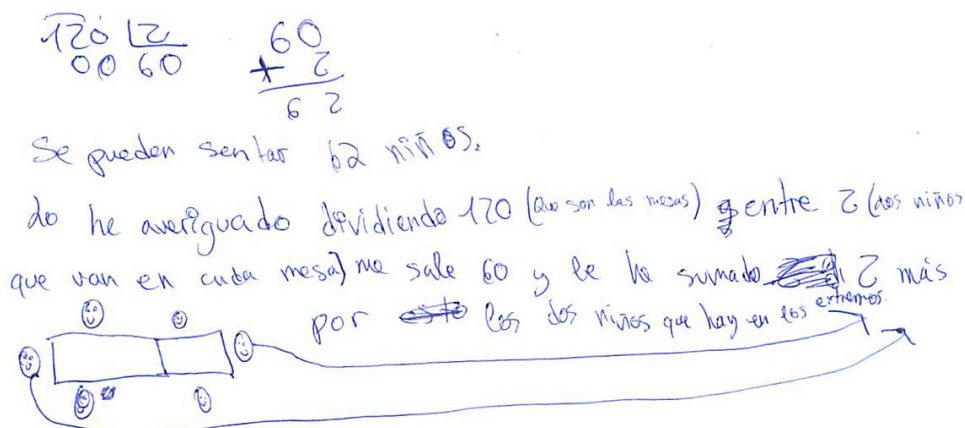 120 |2 60
00 60 + 2
62
Se pueden sentar 62 niños.
Lo he averiguado dividiendo 120 (que son las mesas) entre 2 (dos niños
que van en cada mesa) me sale 60 y le he sumado 2 más
por los dos niños que hay en los extremos.